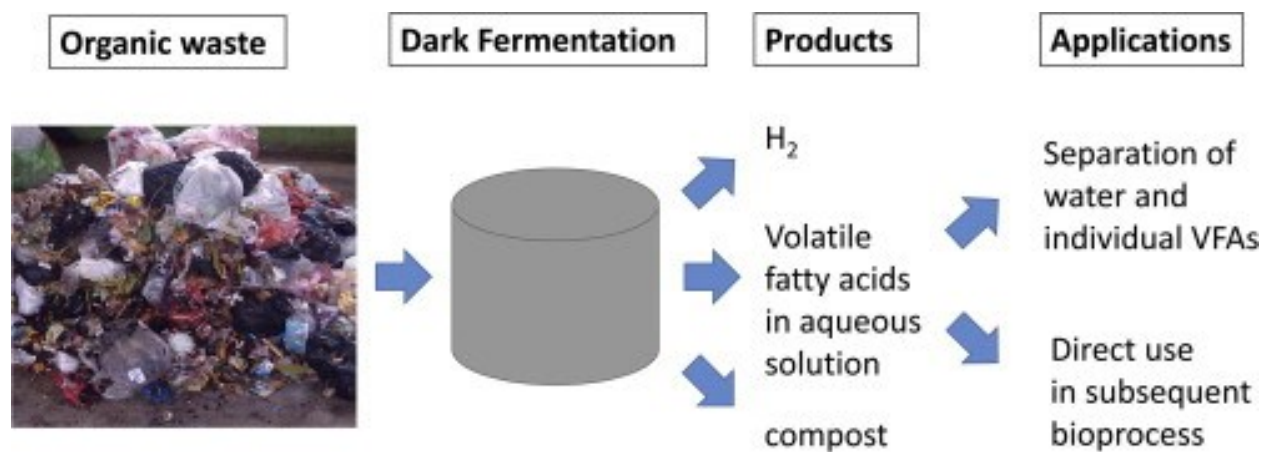 Organic waste
Dark Fermentation
Products
Applications
H₂
Volatile
fatty acids
in aqueous
solution
compost
Separation of
water and
individual VFAs
Direct use
in subsequent
bioprocess